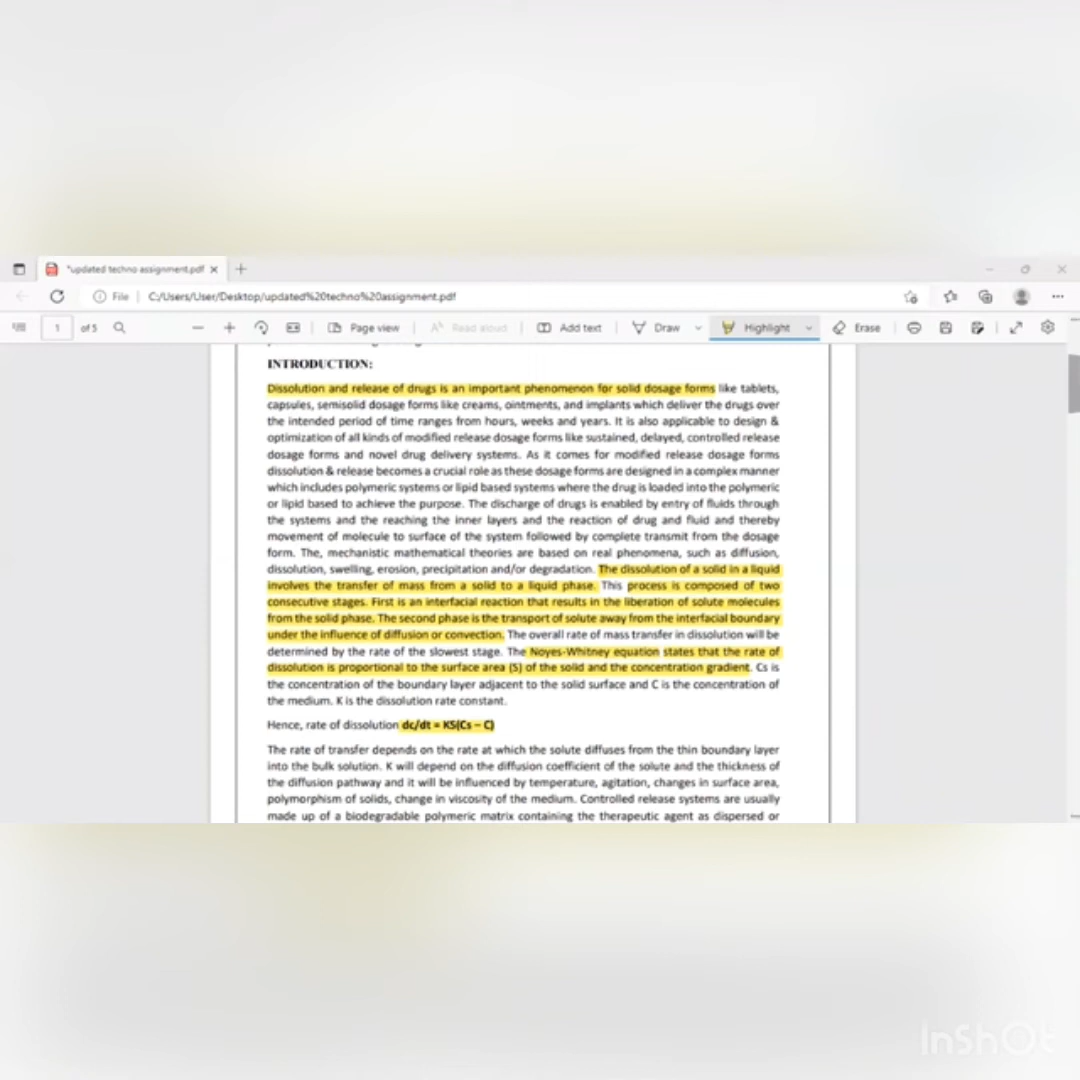 *updated techno assignment.pdf
File
C:/Users/User/Desktop/updated%20techno%20assignment.pdf
1 of 5
Page view
Read aloud
Add text
Draw
Highlight
Erase
INTRODUCTION:
Dissolution and release of drugs is an important phenomenon for solid dosage forms like tablets,
capsules, semisolid dosage forms like creams, ointments, and implants which deliver the drugs over
the intended period of time ranges from hours, weeks and years. It is also applicable to design &
optimization of all kinds of modified release dosage forms like sustained, delayed, controlled release
dosage forms and novel drug delivery systems. As it comes for modified release dosage forms
dissolution & release becomes a crucial role as these dosage forms are designed in a complex manner
which includes polymeric systems or lipid based systems where the drug is loaded into the polymeric
or lipid based to achieve the purpose. The discharge of drugs is enabled by entry of fluids through
the systems and the reaching the inner layers and the reaction of drug and fluid and thereby
movement of molecule to surface of the system followed by complete transmit from the dosage
form. The, mechanistic mathematical theories are based on real phenomena, such as diffusion,
dissolution, swelling, erosion, precipitation and/or degradation. The dissolution of a solid in a liquid
involves the transfer of mass from a solid to a liquid phase. This process is composed of two
consecutive stages. First is an interfacial reaction that results in the liberation of solute molecules
from the solid phase. The second phase is the transport of solute away from the interfacial boundary
under the influence of diffusion or convection. The overall rate of mass transfer in dissolution will be
determined by the rate of the slowest stage. The Noyes-Whitney equation states that the rate of
dissolution is proportional to the surface area (S) of the solid and the concentration gradient. Cs is
the concentration of the boundary layer adjacent to the solid surface and C is the concentration of
the medium. K is the dissolution rate constant.
Hence, rate of dissolution dc/dt = KS(Cs – C)
The rate of transfer depends on the rate at which the solute diffuses from the thin boundary layer
into the bulk solution. K will depend on the diffusion coefficient of the solute and the thickness of
the diffusion pathway and it will be influenced by temperature, agitation, changes in surface area,
polymorphism of solids, change in viscosity of the medium. Controlled release systems are usually
made up of a biodegradable polymeric matrix containing the therapeutic agent as dispersed or
InShOt